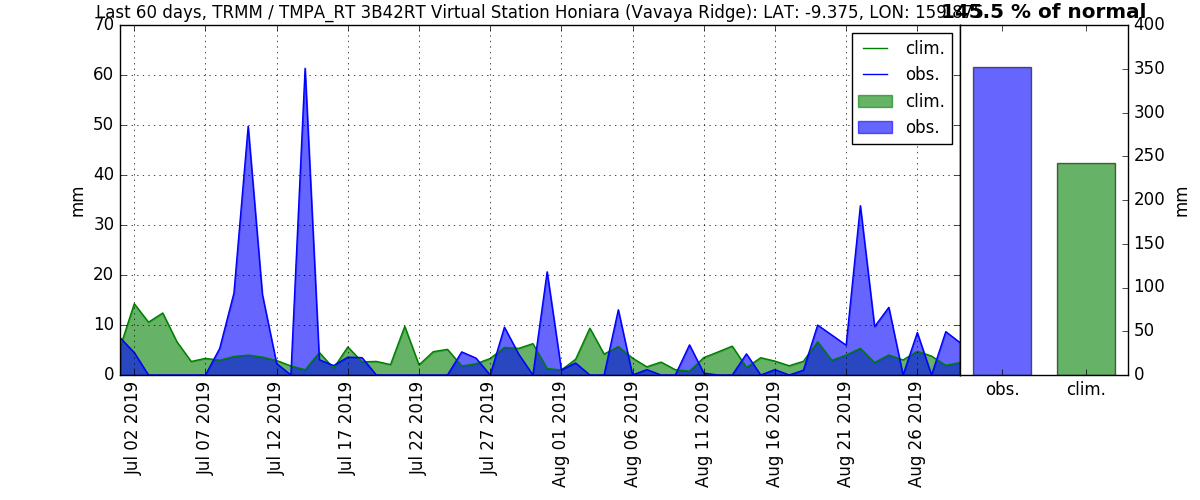 Last 60 days, TRMM / TMPA_RT 3B42RT Virtual Station Honiara (Vavaya Ridge): LAT: -9.375, LON:
145.5 % of normal
70
60
50
40
30
20
10
0
mm
clim.
obs.
clim.
obs.
Jul 02 2019
Jul 07 2019
Jul 12 2019
Jul 17 2019
Jul 22 2019
Jul 27 2019
Aug 01 2019
Aug 06 2019
Aug 11 2019
Aug 16 2019
Aug 21 2019
Aug 26 2019
400
350
300
250
200
150
100
50
0
mm
obs.
clim.